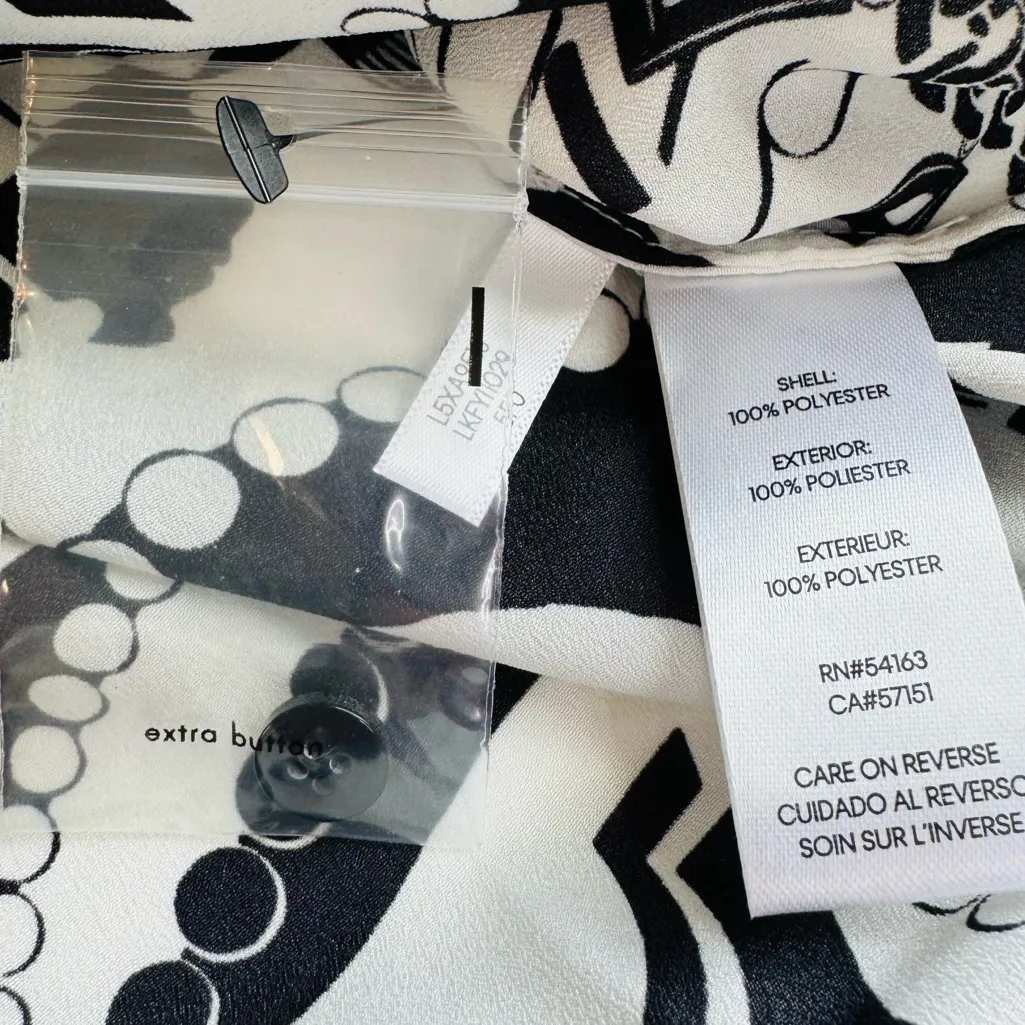 SHELL:
100% POLYESTER
EXTERIOR:
100% POLIESTER
EXTERIEUR:
100% POLYESTER
RN#54163
CA#57151
CARE ON REVERSE
CUIDADO AL REVERSO
SOIN SUR L'INVERSE
extra button